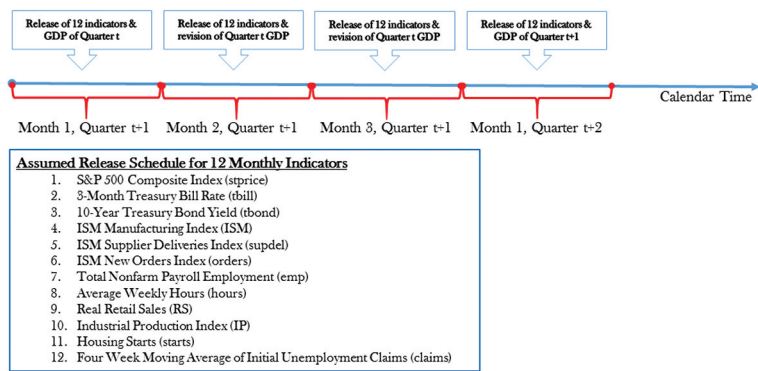 Release of 12 indicators &
GDP of Quarter t
Release of 12 indicators &
revision of Quarter t GDP
Release of 12 indicators &
revision of Quarter t GDP
Release of 12 indicators &
GDP of Quarter t+1
Calendar Time
Month 1, Quarter t+1
Month 2, Quarter t+1
Month 3, Quarter t+1
Month 1, Quarter t+2
Assumed Release Schedule for 12 Monthly Indicators
1. S&P 500 Composite Index (stprice)
2. 3-Month Treasury Bill Rate (tbill)
3. 10-Year Treasury Bond Yield (tbond)
4. ISM Manufacturing Index (ISM)
5. ISM Supplier Deliveries Index (supdel)
6. ISM New Orders Index (orders)
7. Total Nonfarm Payroll Employment (emp)
8. Average Weekly Hours (hours)
9. Real Retail Sales (RS)
10. Industrial Production Index (IP)
11. Housing Starts (starts)
12. Four Week Moving Average of Initial Unemployment Claims (claims)